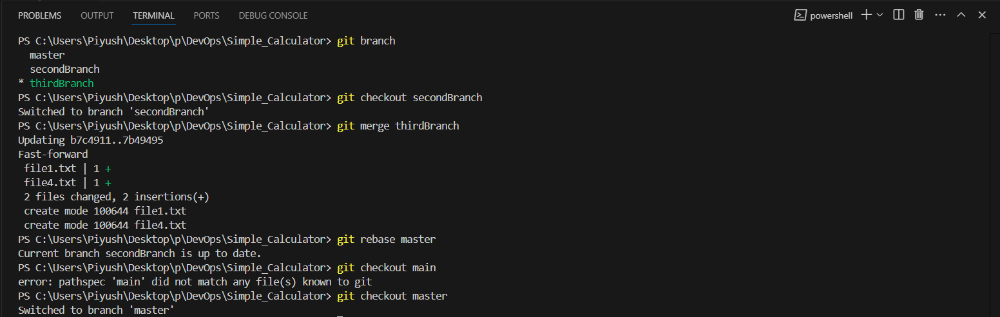 PROBLEMS OUTPUT TERMINAL PORTS DEBUG CONSOLE powershell
PS C:\Users\Piyush\Desktop\p\DevOps\Simple_Calculator> git branch
  master
  secondBranch
* thirdBranch
PS C:\Users\Piyush\Desktop\p\DevOps\Simple_Calculator> git checkout secondBranch
Switched to branch 'secondBranch'
PS C:\Users\Piyush\Desktop\p\DevOps\Simple_Calculator> git merge thirdBranch
Updating b7c4911..7b49495
Fast-forward
 file1.txt | 1 +
 file4.txt | 1 +
 2 files changed, 2 insertions(+)
 create mode 100644 file1.txt
 create mode 100644 file4.txt
PS C:\Users\Piyush\Desktop\p\DevOps\Simple_Calculator> git rebase master
Current branch secondBranch is up to date.
PS C:\Users\Piyush\Desktop\p\DevOps\Simple_Calculator> git checkout main
error: pathspec 'main' did not match any file(s) known to git
PS C:\Users\Piyush\Desktop\p\DevOps\Simple_Calculator> git checkout master
Switched to branch 'master'